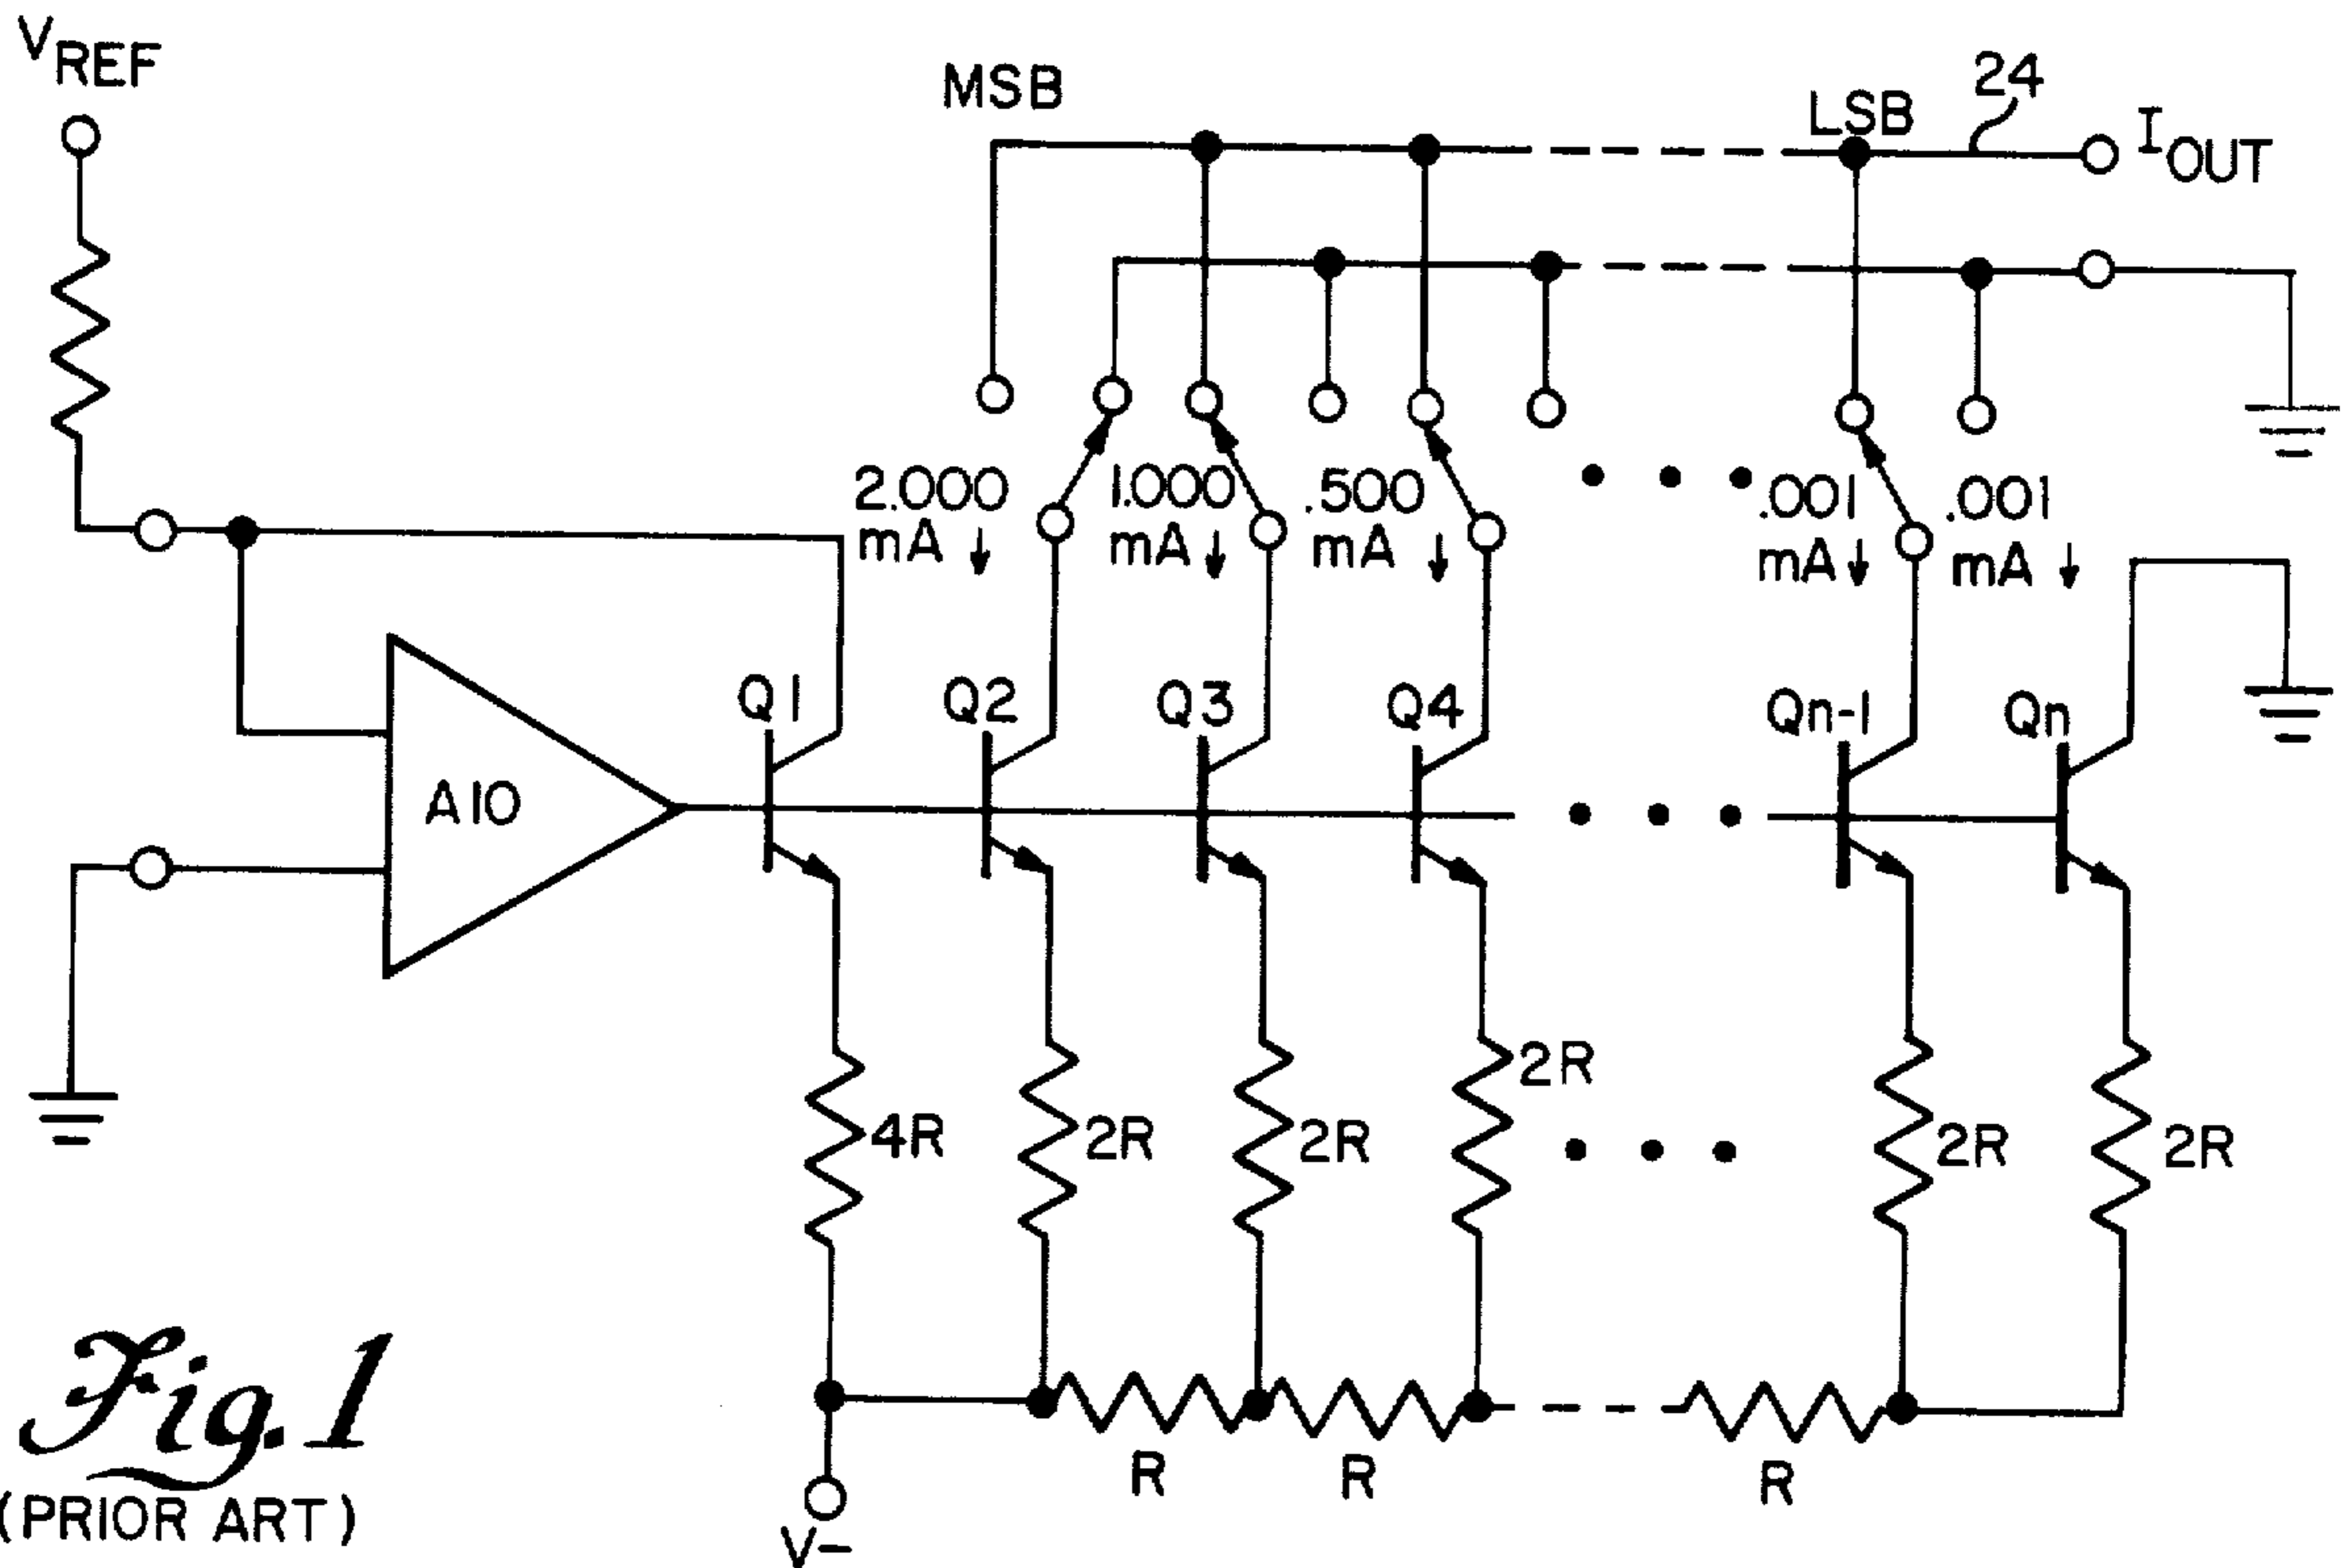 VREF
MSB
LSB
24
IOUT
2.000
mA
1.000
mA
.500
mA
.001
mA
.001
mA
Q1
Q2
Q3
Q4
Qn-1
Qn
A10
4R
2R
2R
2R
2R
2R
R
R
R
V-
Fig. 1
(PRIOR ART)